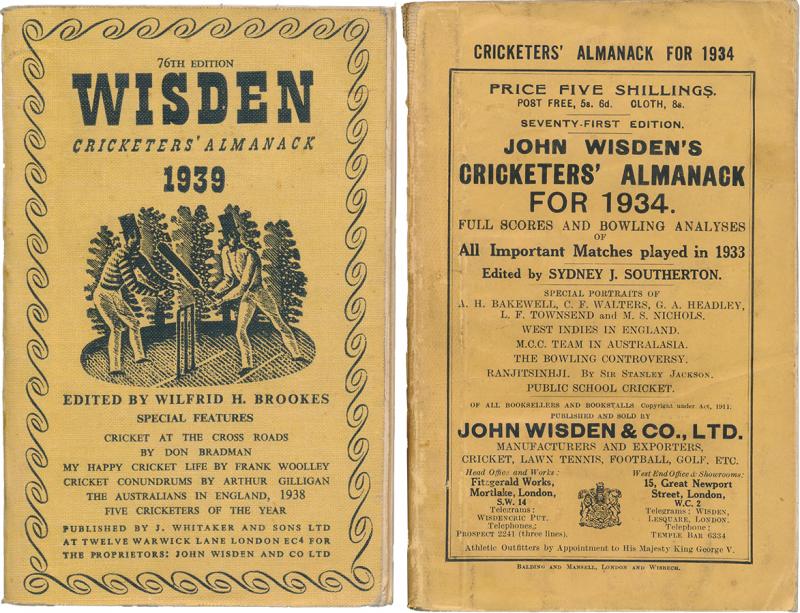 76TH EDITION
WISDEN
CRICKETERS' ALMANACK
1939
EDITED BY WILFRID H. BROOKES
SPECIAL FEATURES
CRICKET AT THE CROSS ROADS
BY DON BRADMAN
MY HAPPY CRICKET LIFE BY FRANK WOOLLEY
CRICKET CONUNDRUMS BY ARTHUR GILLIGAN
THE AUSTRALIANS IN ENGLAND, 1938
FIVE CRICKETERS OF THE YEAR
PUBLISHED BY J. WHITAKER AND SONS LTD
AT TWELVE WARWICK LANE LONDON EC4 FOR
THE PROPRIETORS: JOHN WISDEN AND CO LTD
CRICKETERS' ALMANACK FOR 1934
PRICE FIVE SHILLINGS.
POST FREE, 5s. 6d. CLOTH, 8s.
SEVENTY-FIRST EDITION.
JOHN WISDEN'S
CRICKETERS' ALMANACK
FOR 1934.
FULL SCORES AND BOWLING ANALYSES
OF
All Important Matches played in 1933
Edited by SYDNEY J. SOUTHERTON.
SPECIAL PORTRAITS OF
A. H. BAKEWELL, C. F. WALTERS, G. A. HEADLEY,
L. F. TOWNSEND and M. S. NICHOLS.
WEST INDIES IN ENGLAND.
M.C.C. TEAM IN AUSTRALASIA.
THE BOWLING CONTROVERSY.
RANJITSINHJI. By Sir Stanley Jackson.
PUBLIC SCHOOL CRICKET.
OF ALL BOOKSELLERS AND BOOKSTALLS Copyright under Act, 1911.
PUBLISHED AND SOLD BY
JOHN WISDEN & CO., LTD.
MANUFACTURERS AND EXPORTERS,
CRICKET, LAWN TENNIS, FOOTBALL, GOLF, ETC.
Head Office and Works:
Fitzgerald Works,
Mortlake, London,
S.W. 14
Telegrams:
Wisdencric Put.
Telephones:
Prospect 2241 (three lines).
West End Office & Showrooms:
15, Great Newport
Street, London,
W.C. 2
Telegrams: Wisden,
Lesquare, London.
Telephone:
Temple Bar 6334
Athletic Outfitters by Appointment to His Majesty King George V.
Balding and Mansell, London and Wisbech.